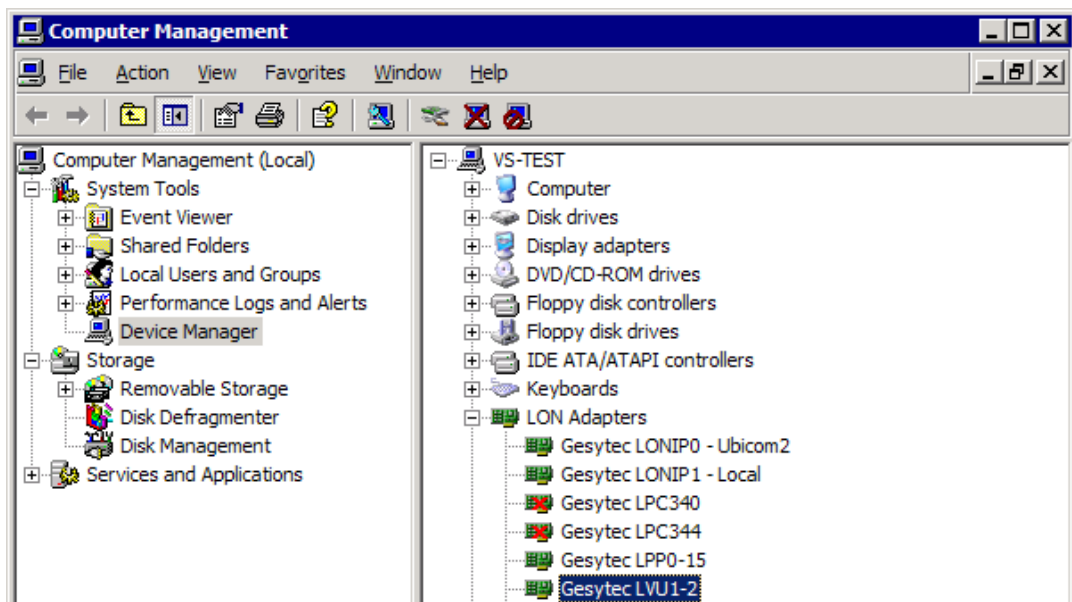 Computer Management
File Action View Favorites Window Help
Computer Management (Local)
System Tools
Event Viewer
Shared Folders
Local Users and Groups
Performance Logs and Alerts
Device Manager
Storage
Removable Storage
Disk Defragmenter
Disk Management
Services and Applications
VS-TEST
Computer
Disk drives
Display adapters
DVD/CD-ROM drives
Floppy disk controllers
Floppy disk drives
IDE ATA/ATAPI controllers
Keyboards
LON Adapters
Gesytec LONIP0 - Ubicom2
Gesytec LONIP1 - Local
Gesytec LPC340
Gesytec LPC344
Gesytec LPP0-15
Gesytec LVU1-2